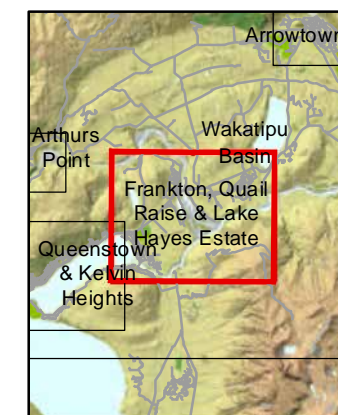 Arrowtown
Arthurs
Point
Wakatipu
Basin
Frankton, Quail
Raise & Lake
Hayes Estate
Queenstown
& Kelvin
Heights